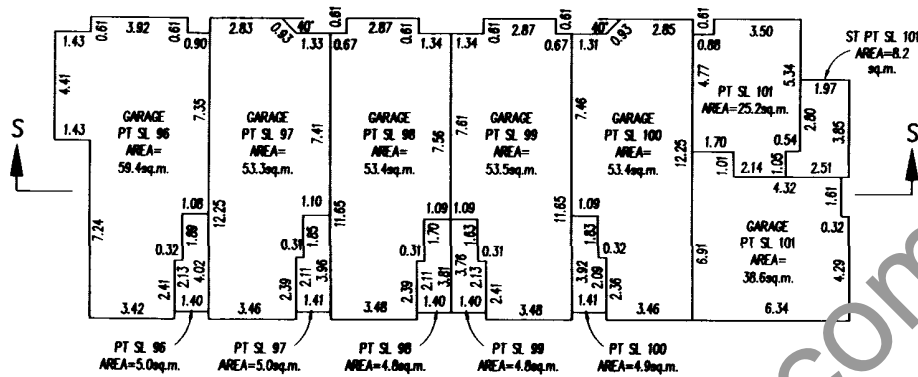 1.43
0.61
3.92
0.61
0.90
2.83
0.93
40°
1.33
0.61
0.67
2.87
0.61
1.34
1.34
0.61
2.87
0.61
0.67
1.31
40°
0.93
2.85
0.61
0.88
3.50
ST PT SL 101
AREA=8.2
sq.m.
4.41
1.43
S
GARAGE
PT SL 96
AREA=
59.4sq.m.
7.35
GARAGE
PT SL 97
AREA=
53.3sq.m.
7.41
GARAGE
PT SL 98
AREA=
53.4sq.m.
7.56
7.61
GARAGE
PT SL 99
AREA=
53.5sq.m.
7.46
GARAGE
PT SL 100
AREA=
53.4sq.m.
12.25
4.77
PT SL 101
AREA=25.2sq.m.
5.34
1.97
2.80
3.85
0.54
1.70
1.01
2.14
1.05
2.51
4.32
S
1.61
0.32
7.24
1.08
1.89
0.32
2.41
2.13
4.02
1.40
3.42
12.25
1.10
1.85
0.31
2.39
2.11
3.96
1.41
3.46
11.65
1.09
1.70
0.31
2.39
2.11
3.81
1.40
3.48
1.09
1.63
0.31
3.76
2.13
2.41
1.40
3.48
11.65
1.09
1.83
0.32
3.92
2.09
2.36
1.41
3.46
6.91
GARAGE
PT SL 101
AREA=
38.6sq.m.
4.29
6.34
PT SL 96
AREA=5.0sq.m.
PT SL 97
AREA=5.0sq.m.
PT SL 98
AREA=4.8sq.m.
PT SL 99
AREA=4.8sq.m.
PT SL 100
AREA=4.9sq.m.
com